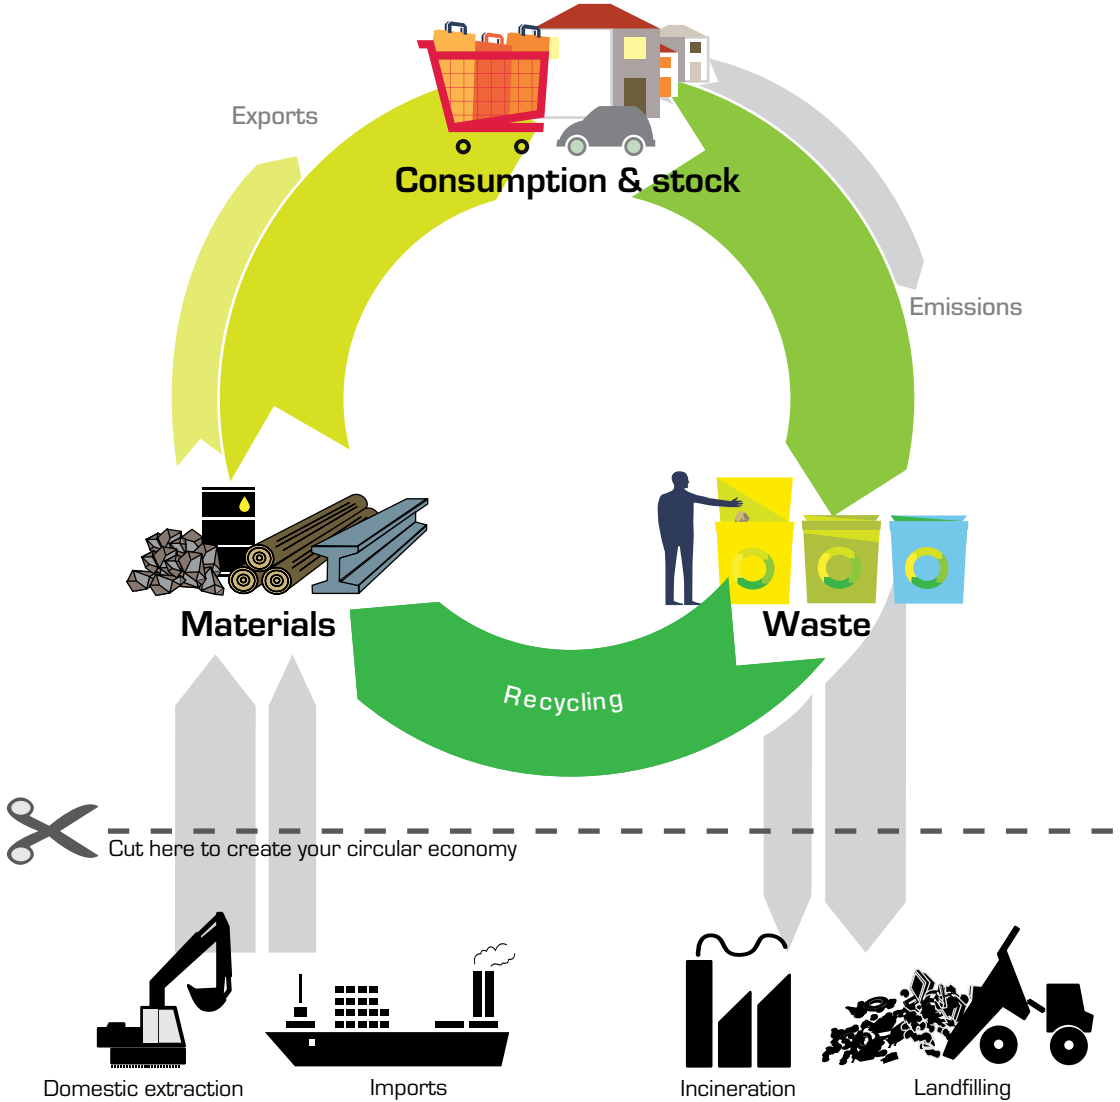 Exports
Consumption & stock
Emissions
Materials
Waste
Recycling
Cut here to create your circular economy
Domestic extraction
Imports
Incineration
Landfilling